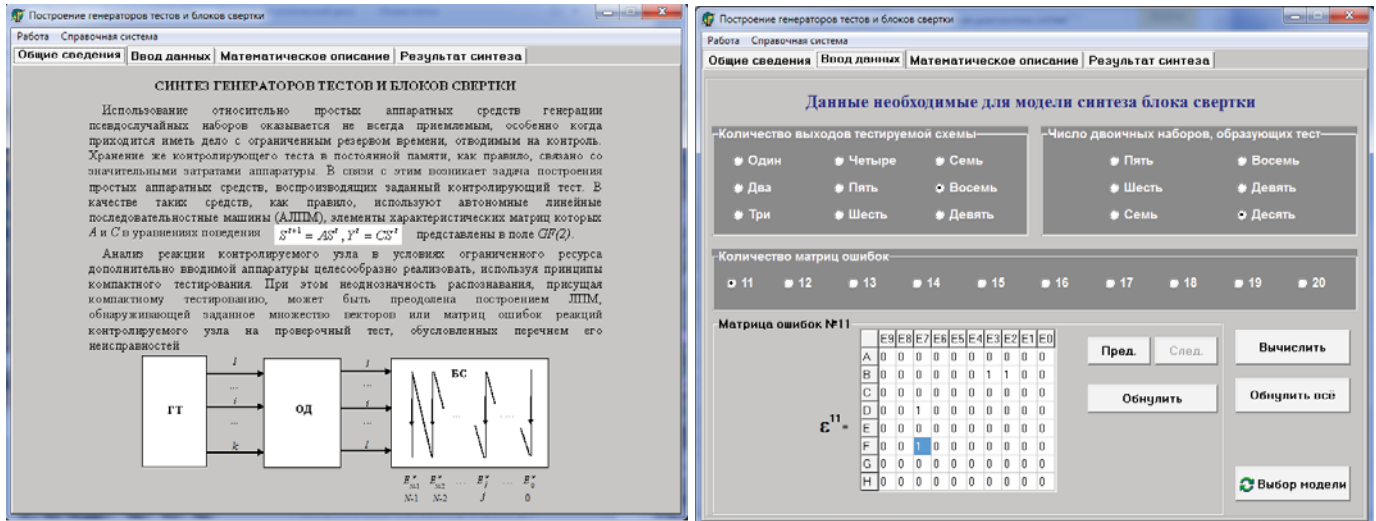 Построение генераторов тестов и блоков свертки
Работа Справочная система
Общие сведения Ввод данных Математическое описание Результат синтеза
СИНТЕЗ ГЕНЕРАТОРОВ ТЕСТОВ И БЛОКОВ СВЕРТКИ
Использование относительно простых аппаратных средств генерации
псевдослучайных наборов оказывается не всегда приемлемым, особенно когда
приходится иметь дело с ограниченным резервом времени, отводимым на контроль.
Хранение же контролирующего теста в постоянной памяти, как правило, связано со
значительными затратами аппаратуры. В связи с этим возникает задача построения
простых аппаратных средств, воспроизводящих заданный контролирующий тест. В
качестве таких средств, как правило, используют автономные линейные
последовательностные машины (АЛПМ), элементы характеристических матриц которых
A и C в уравнениях поведения S^{t+1} = AS^t, Y^t = CS^t представлены в поле GF(2).
Анализ реакции контролируемого узла в условиях ограниченного ресурса
дополнительно вводимой аппаратуры целесообразно реализовать, используя принципы
компактного тестирования. При этом неоднозначность распознавания, присущая
компактному тестированию, может быть преодолена построением ЛПМ,
обнаруживающей заданное множество векторов или матриц ошибок реакций
контролируемого узла на проверочный тест, обусловленных перечнем его
неисправностей
ГТ
1
...
i
...
k
ОД
1
...
i
...
l
БС
... ...
... ...
N-1 N-2 j 0
Построение генераторов тестов и блоков свертки
Работа Справочная система
Общие сведения Ввод данных Математическое описание Результат синтеза
Данные необходимые для модели синтеза блока свертки
Количество выходов тестируемой схемы
Один Четыре Семь
Два Пять Восемь
Три Шесть Девять
Число двоичных наборов, образующих тест
Пять Восемь
Шесть Девять
Семь Десять
Количество матриц ошибок
11 12 13 14 15 16 17 18 19 20
Матрица ошибок №11
E9 E8 E7 E6 E5 E4 E3 E2 E1 E0
A 0 0 0 0 0 0 0 0 0 0
B 0 0 0 0 0 0 1 1 0 0
C 0 0 0 0 0 0 0 0 0 0
D 0 0 1 0 0 0 0 0 0 0
E 0 0 0 0 0 0 0 0 0 0
F 0 0 1 0 0 0 0 0 0 0
G 0 0 0 0 0 0 0 0 0 0
H 0 0 0 0 0 0 0 0 0 0
ε^{11} =
Пред. След.
Обнулить
Вычислить
Обнулить всё
Выбор модели